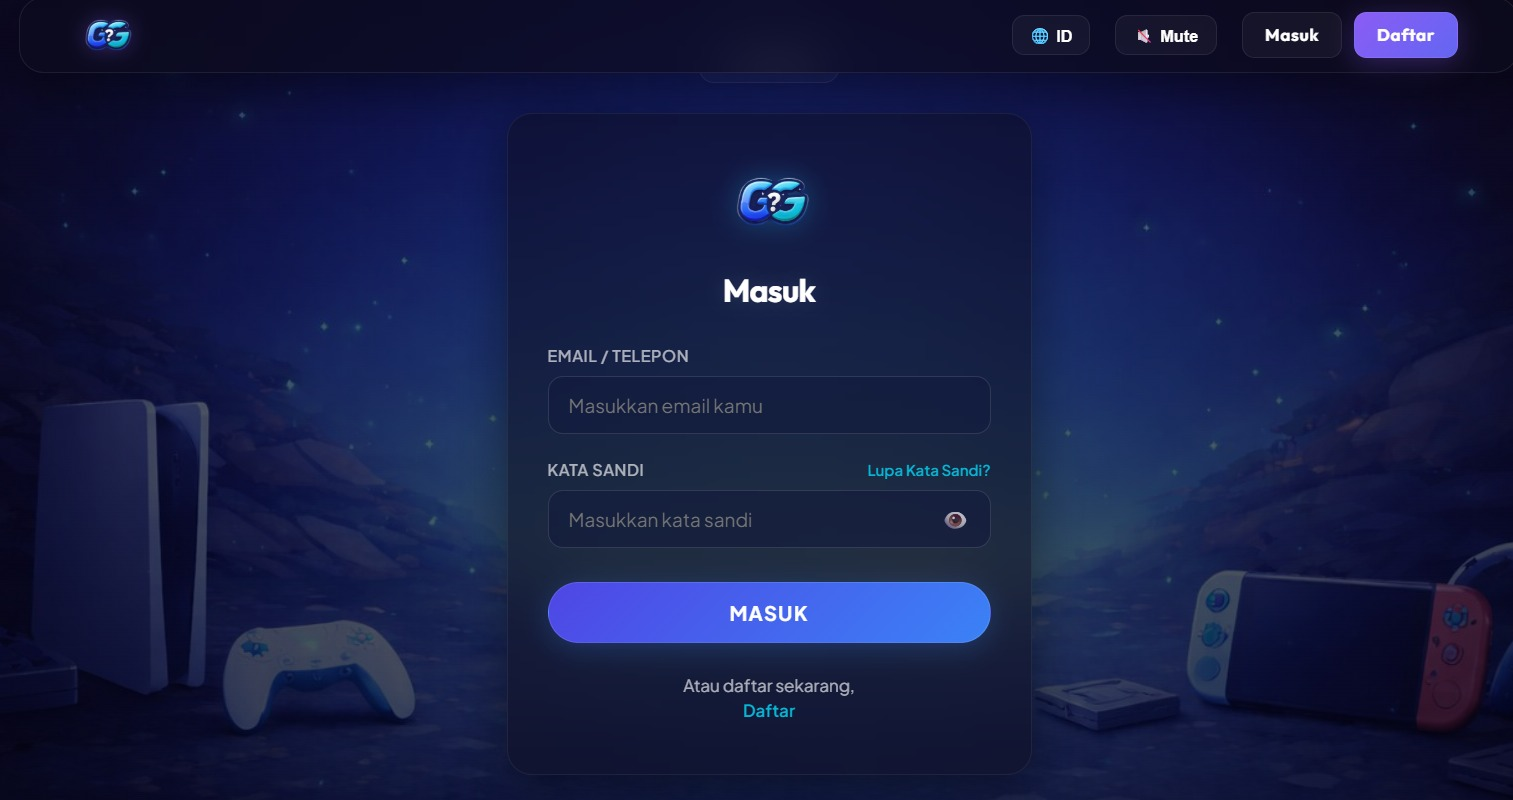 G?G
ID
Mute
Masuk
Daftar
G?G
Masuk
EMAIL / TELEPON
Masukkan email kamu
KATA SANDI
Lupa Kata Sandi?
Masukkan kata sandi
MASUK
Atau daftar sekarang,
Daftar